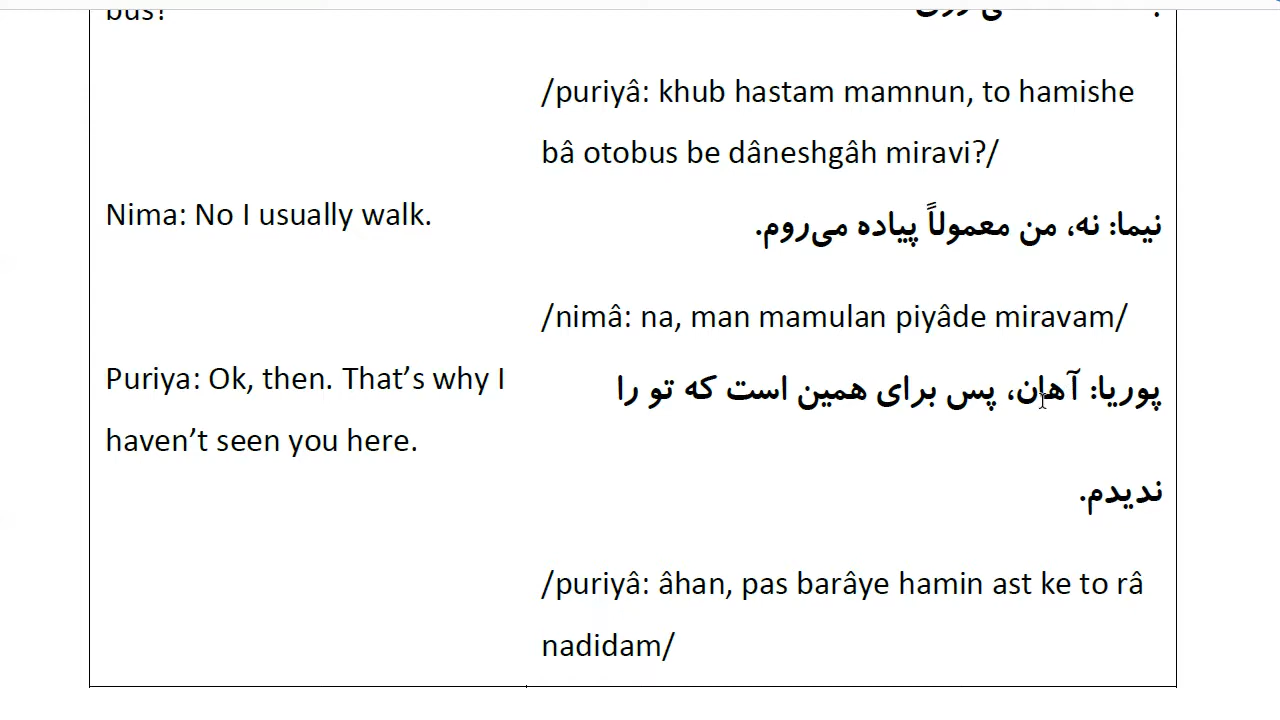 bus?
/puriyâ: khub hastam mamnun, to hamishe
bâ otobus be dâneshgâh miravi?/
Nima: No I usually walk.
نیما: نه، من معمولاً پیاده می‌روم.
/nimâ: na, man mamulan piyâde miravam/
Puriya: Ok, then. That’s why I
haven’t seen you here.
پوریا: آهان، پس برای همین است که تو را
ندیدم.
/puriyâ: âhan, pas barâye hamin ast ke to râ
nadidam/